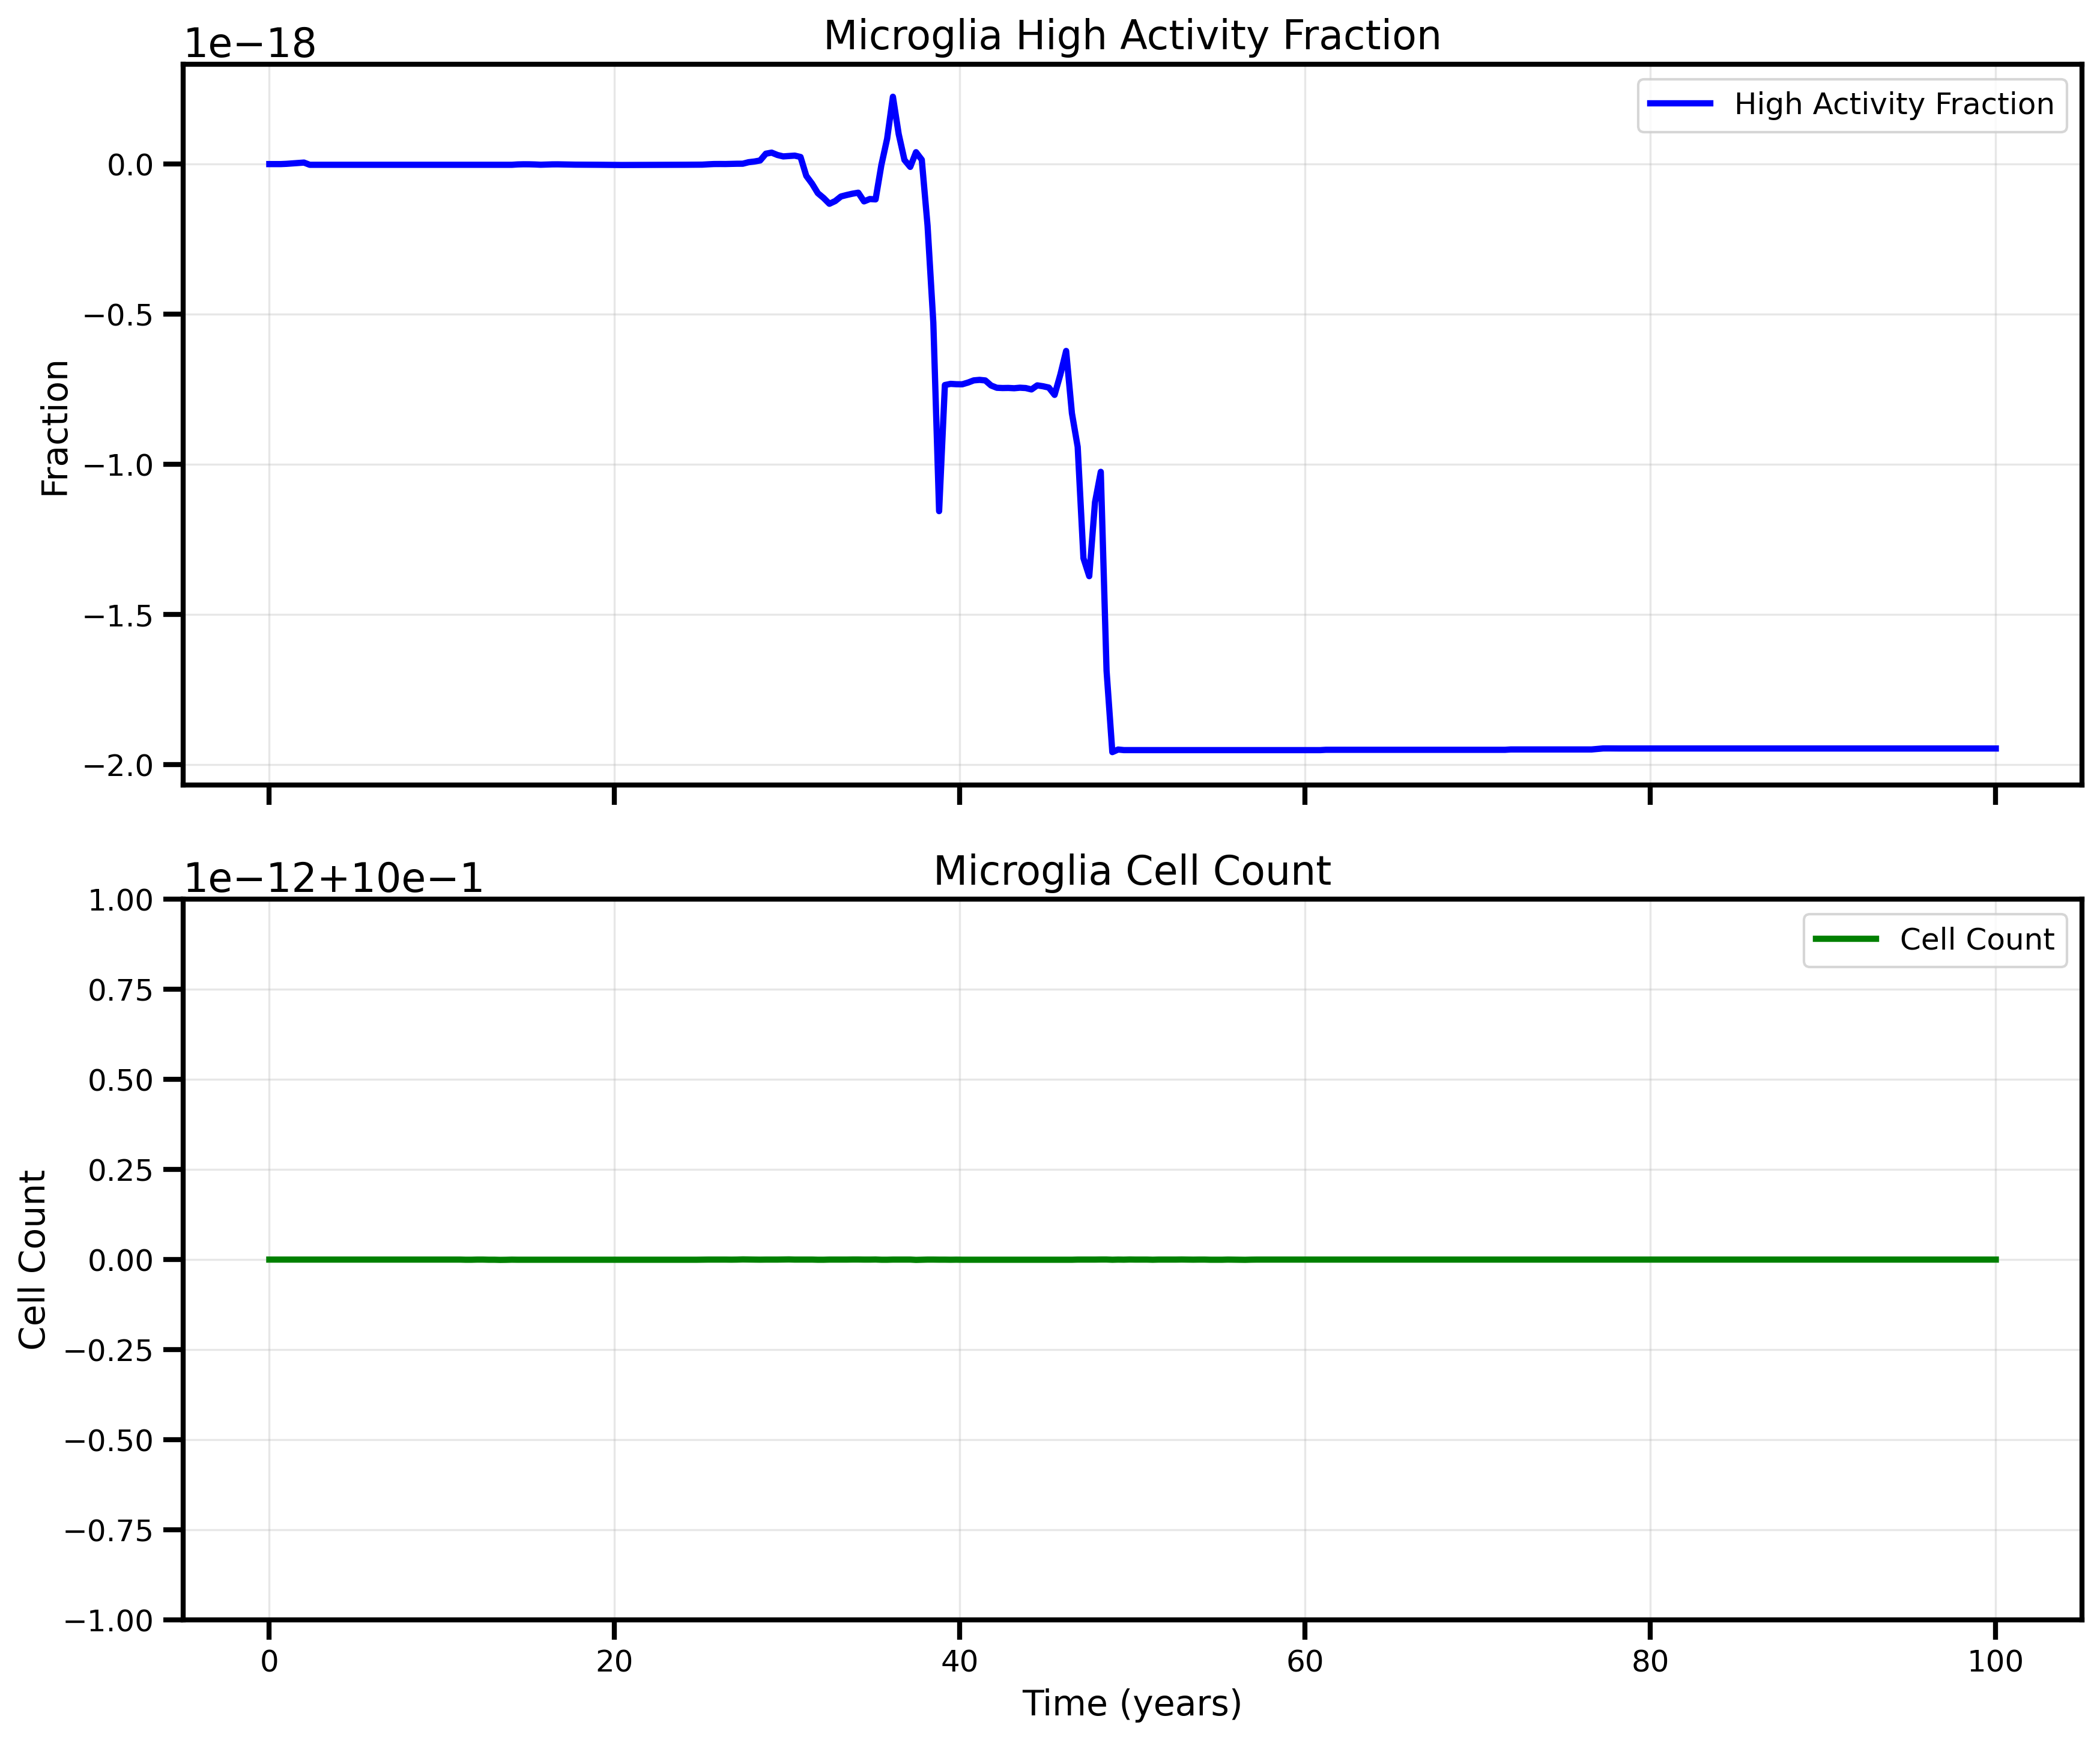 Microglia High Activity Fraction
1e−18
High Activity Fraction
0.0
−0.5
−1.0
−1.5
−2.0
Fraction
Microglia Cell Count
1e−12+10e−1
Cell Count
1.00
0.75
0.50
0.25
0.00
−0.25
−0.50
−0.75
−1.00
Cell Count
0 20 40 60 80 100
Time (years)